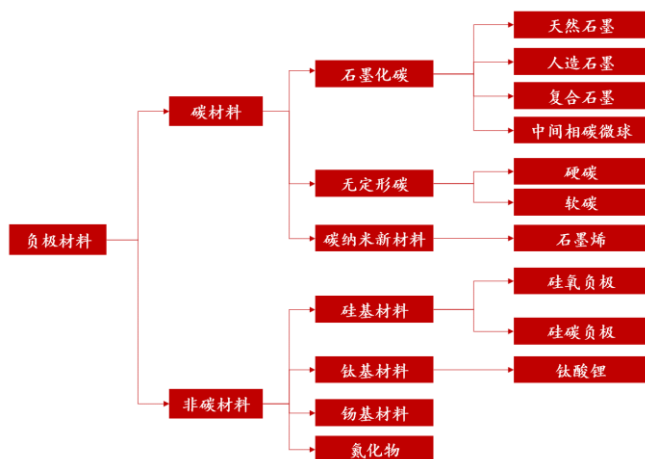 负极材料
碳材料
石墨化碳
天然石墨
人造石墨
复合石墨
中间相碳微球
无定形碳
硬碳
软碳
碳纳米新材料
石墨烯
非碳材料
硅基材料
硅氧负极
硅碳负极
钛基材料
钛酸锂
钖基材料
氮化物